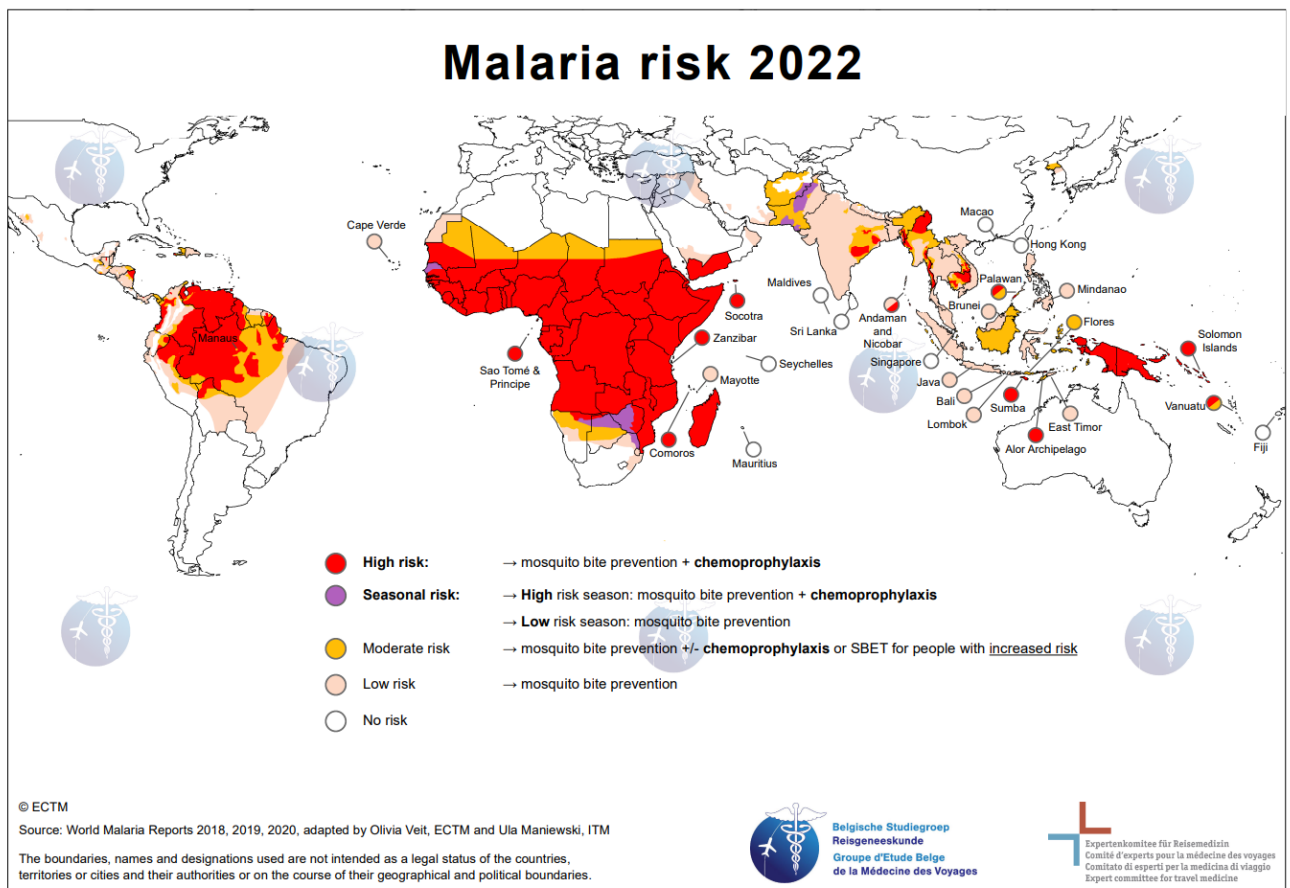 Malaria risk 2022
Cape Verde
Manaus
Sao Tomé &
Principe
Socotra
Zanzibar
Seychelles
Mayotte
Comoros
Mauritius
Maldives
Sri Lanka
Andaman
and
Nicobar
Macao
Hong Kong
Palawan
Mindanao
Brunei
Flores
Singapore
Java
Bali
Lombok
Sumba
East Timor
Alor Archipelago
Solomon
Islands
Vanuatu
Fiji
High risk: → mosquito bite prevention + chemoprophylaxis
Seasonal risk: → High risk season: mosquito bite prevention + chemoprophylaxis
→ Low risk season: mosquito bite prevention
Moderate risk → mosquito bite prevention +/- chemoprophylaxis or SBET for people with increased risk
Low risk → mosquito bite prevention
No risk
© ECTM
Source: World Malaria Reports 2018, 2019, 2020, adapted by Olivia Veit, ECTM and Ula Maniewski, ITM
The boundaries, names and designations used are not intended as a legal status of the countries,
territories or cities and their authorities or on the course of their geographical and political boundaries.
Belgische Studiegroep
Reisgeneeskunde
Groupe d'Etude Belge
de la Médecine des Voyages
Expertenkomitee für Reisemedizin
Comité d'experts pour la médecine des voyages
Comitato di esperti per la medicina di viaggio
Expert committee for travel medicine